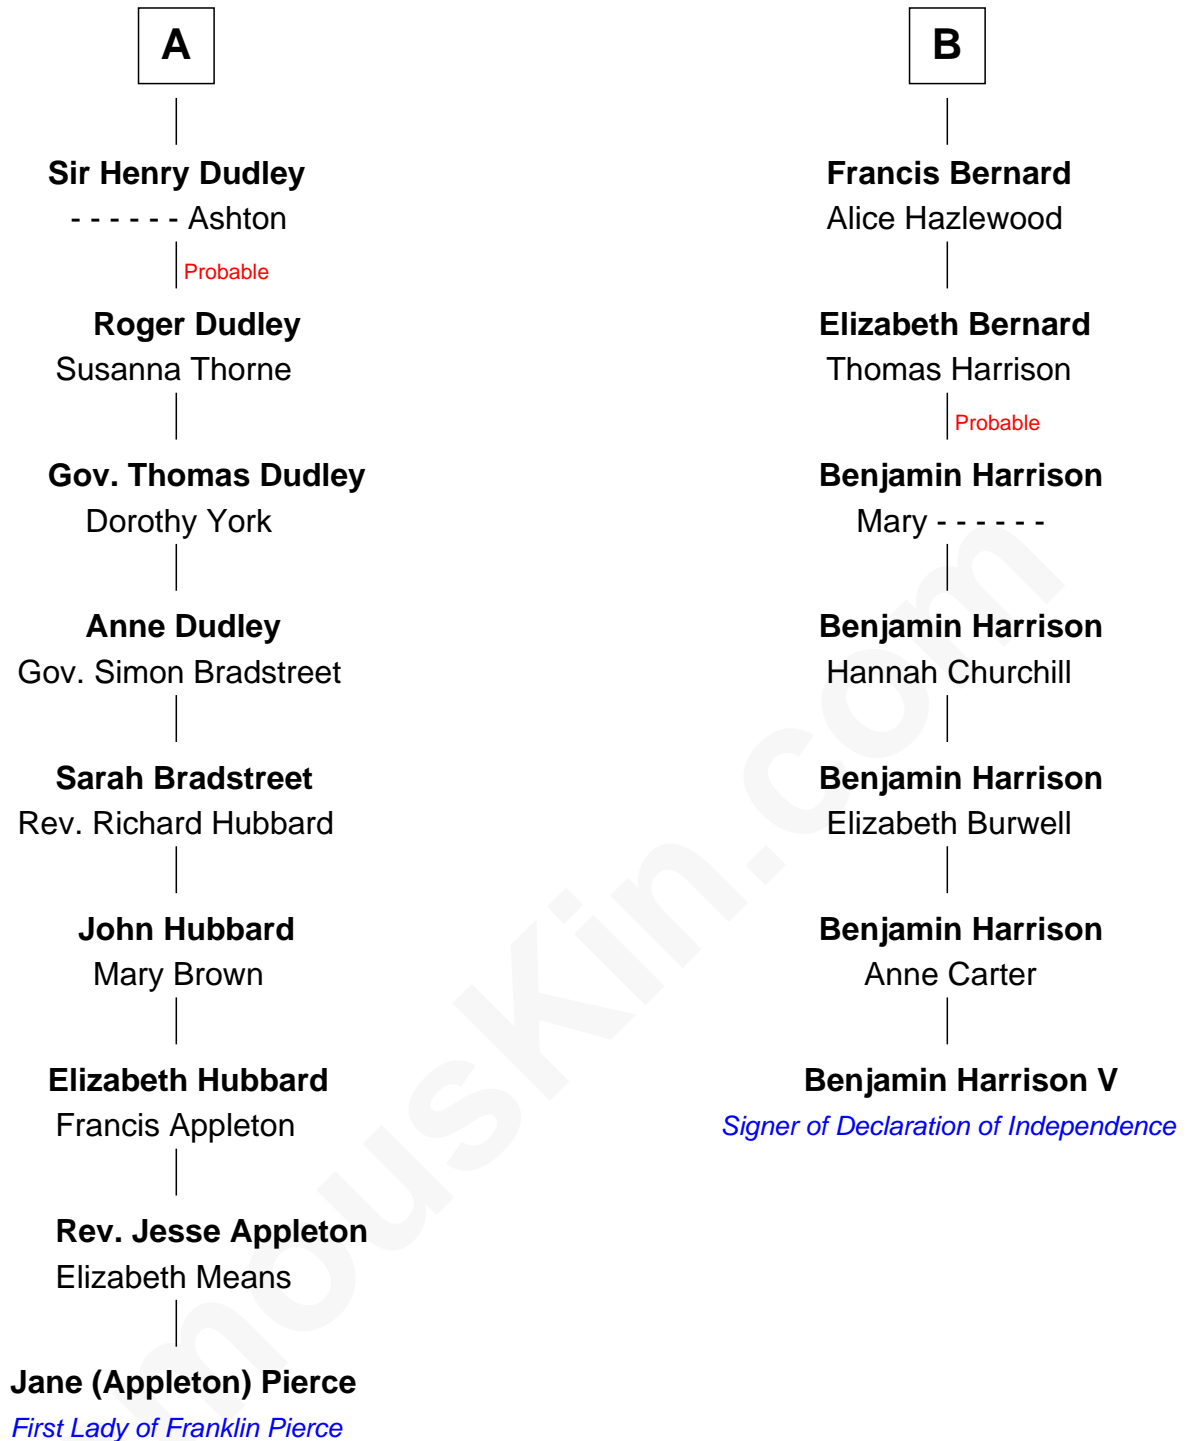 A
Sir Henry Dudley
- - - - - - Ashton
Probable
Roger Dudley
Susanna Thorne
Gov. Thomas Dudley
Dorothy York
Anne Dudley
Gov. Simon Bradstreet
Sarah Bradstreet
Rev. Richard Hubbard
John Hubbard
Mary Brown
Elizabeth Hubbard
Francis Appleton
Rev. Jesse Appleton
Elizabeth Means
Jane (Appleton) Pierce
First Lady of Franklin Pierce
B
Francis Bernard
Alice Hazlewood
Elizabeth Bernard
Thomas Harrison
Probable
Benjamin Harrison
Mary - - - - - -
Benjamin Harrison
Hannah Churchill
Benjamin Harrison
Elizabeth Burwell
Benjamin Harrison
Anne Carter
Benjamin Harrison V
Signer of Declaration of Independence
mousKin.com